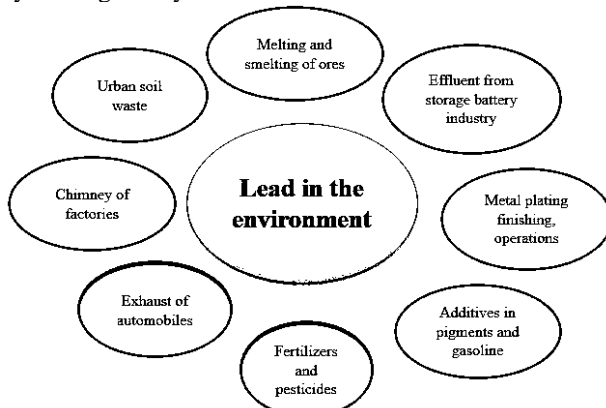 Melting and
smelting of ores
Effluent from
storage battery
industry
Urban soil
waste
Lead in the
environment
Chimney of
factories
Metal plating
finishing,
operations
Exhaust of
automobiles
Additives in
pigments and
gasoline
Fertilizers
and
pesticides